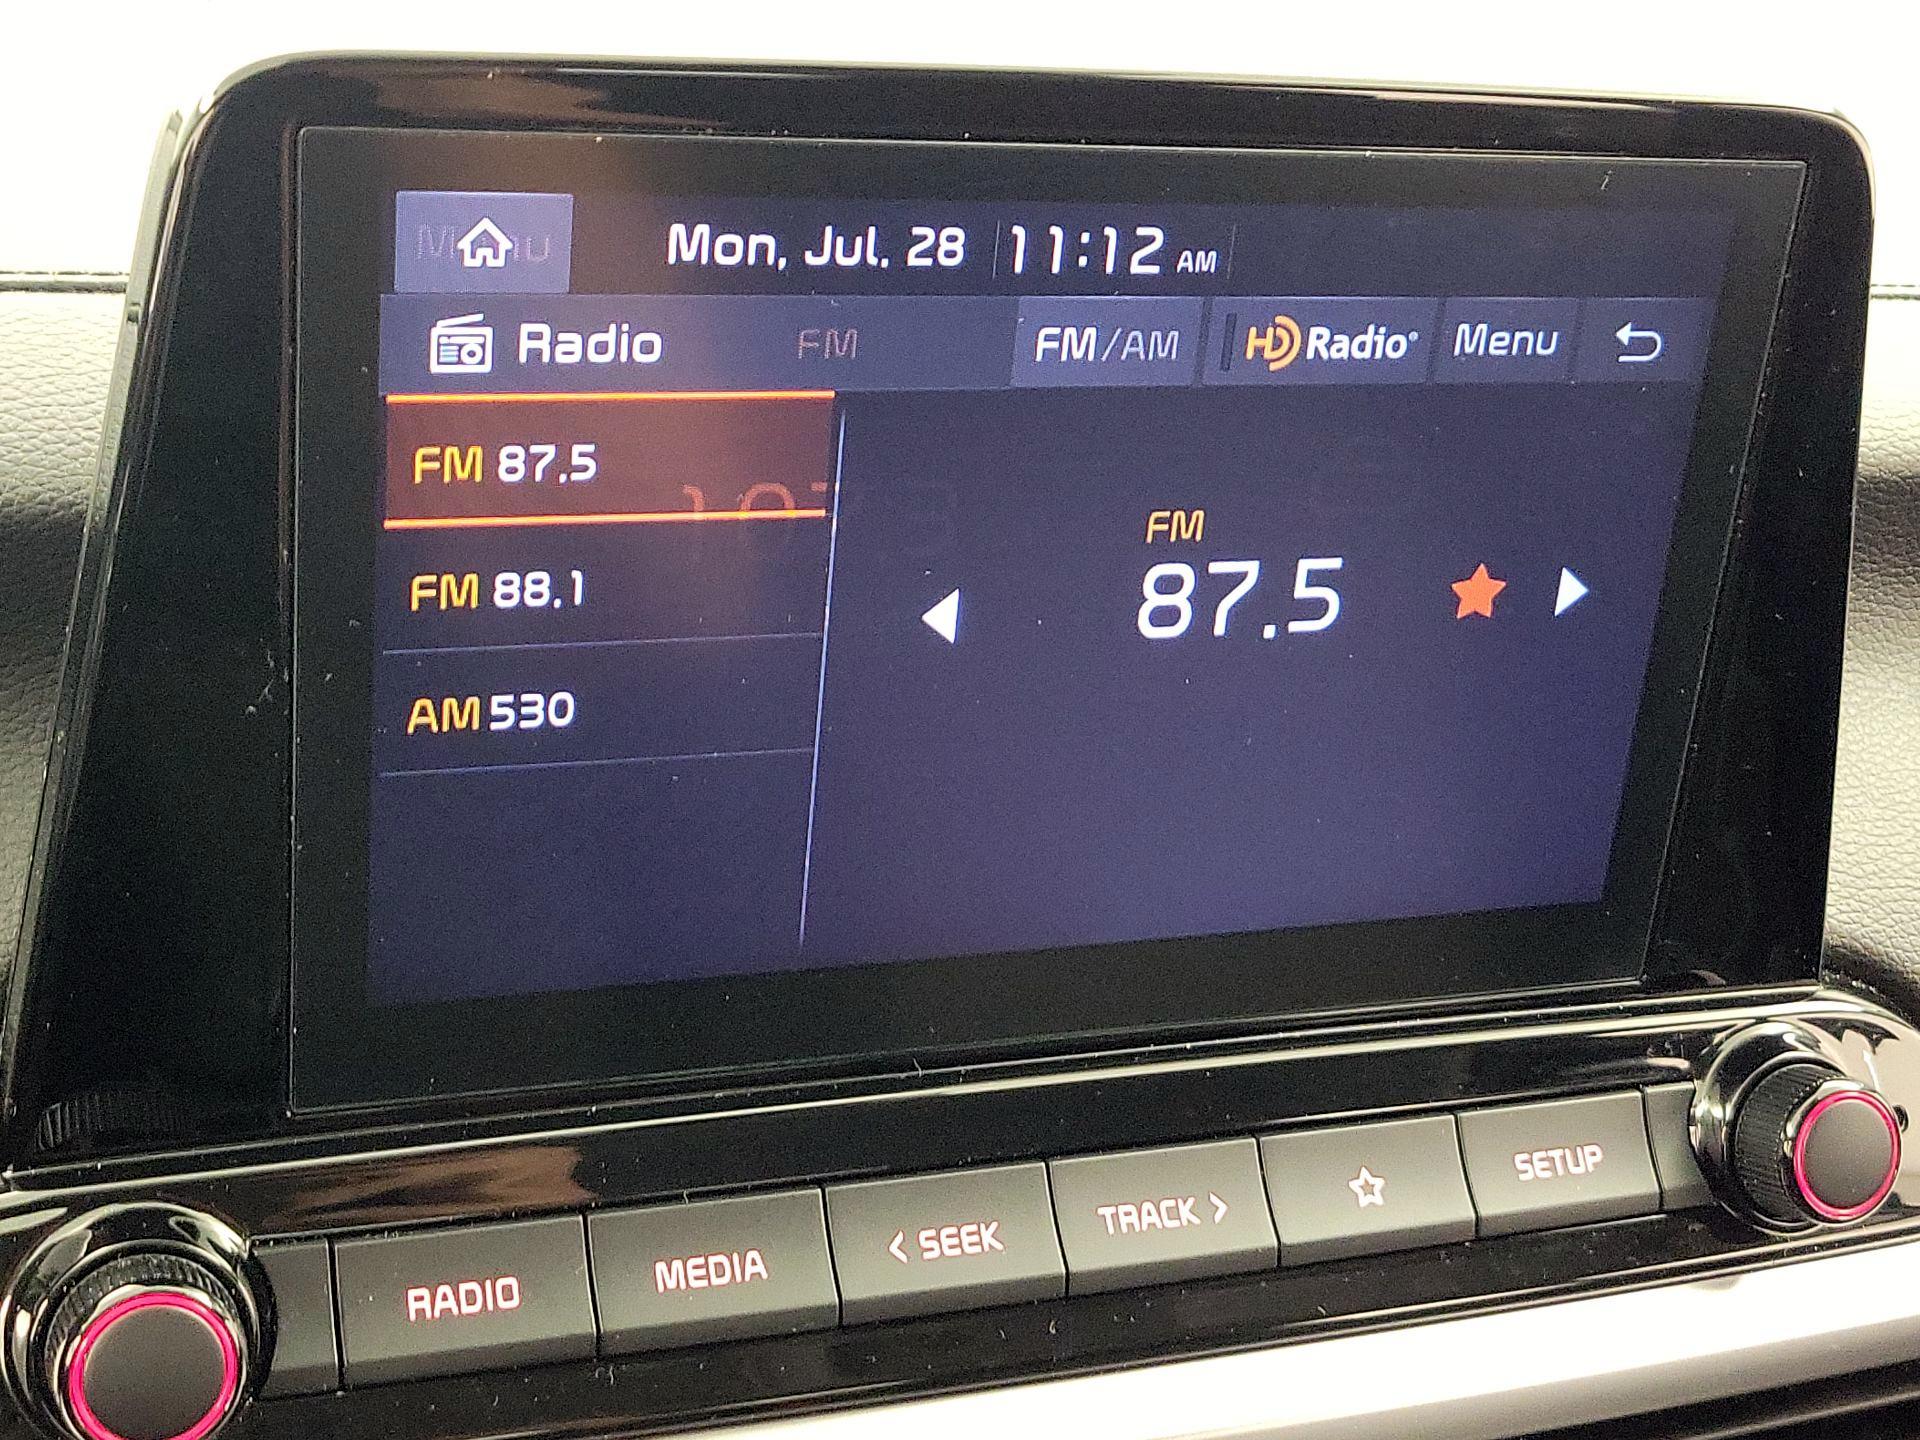 Menu
Mon, Jul. 28 11:12 AM
Radio FM FM/AM HD Radio® Menu
FM 87.5
FM 88.1
AM 530
FM
87.5
RADIO MEDIA < SEEK TRACK > SETUP